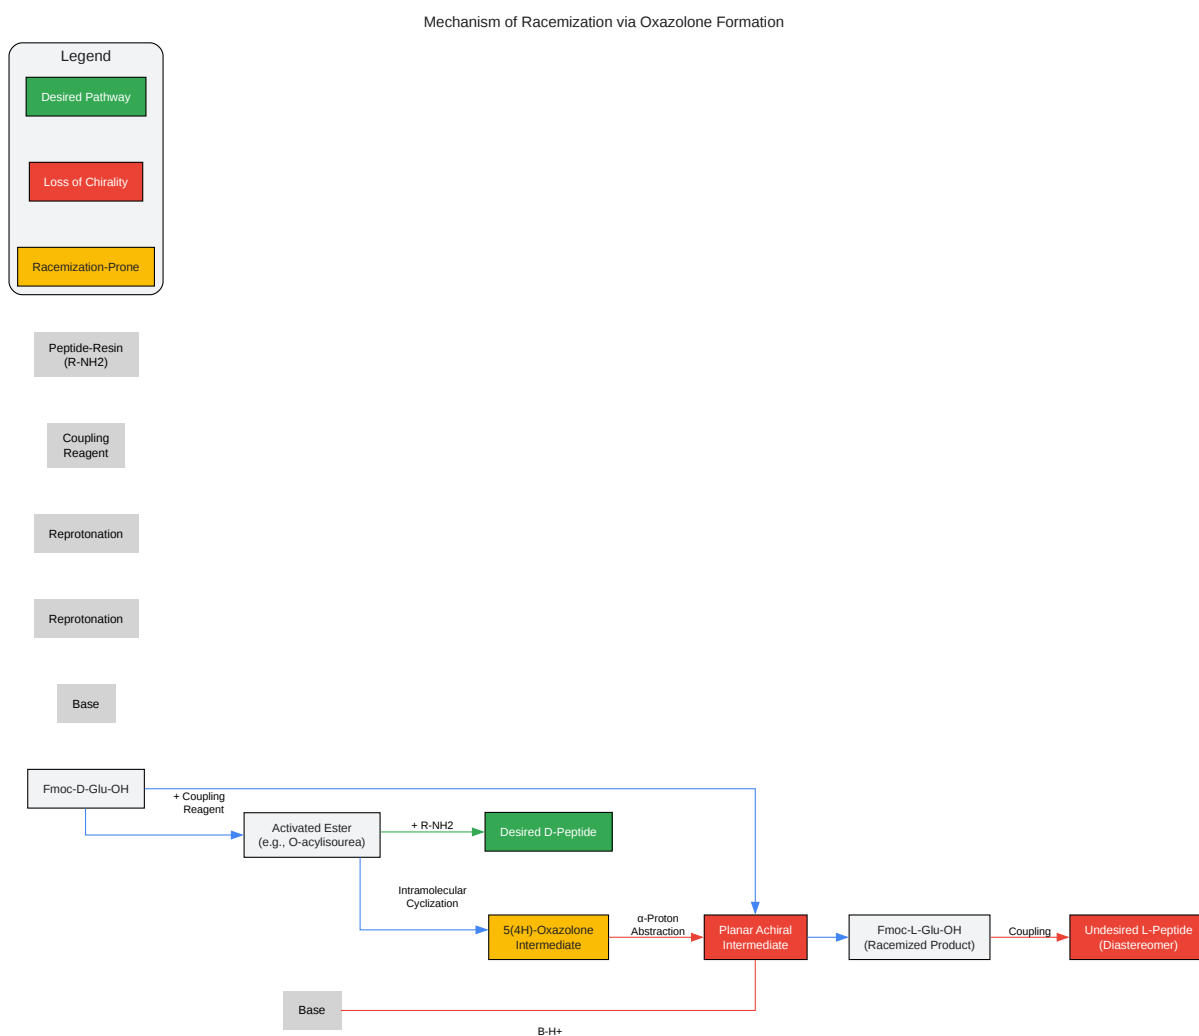 Mechanism of Racemization via Oxazolone Formation
Legend
Desired Pathway
Loss of Chirality
Racemization-Prone
Peptide-Resin
(R-NH2)
Coupling
Reagent
Reprotonation
Reprotonation
Base
Fmoc-D-Glu-OH
+ Coupling
Reagent
Activated Ester
(e.g., O-acylisourea)
+ R-NH2
Desired D-Peptide
Intramolecular
Cyclization
5(4H)-Oxazolone
Intermediate
α-Proton
Abstraction
Planar Achiral
Intermediate
Fmoc-L-Glu-OH
(Racemized Product)
Coupling
Undesired L-Peptide
(Diastereomer)
Base
B-H+